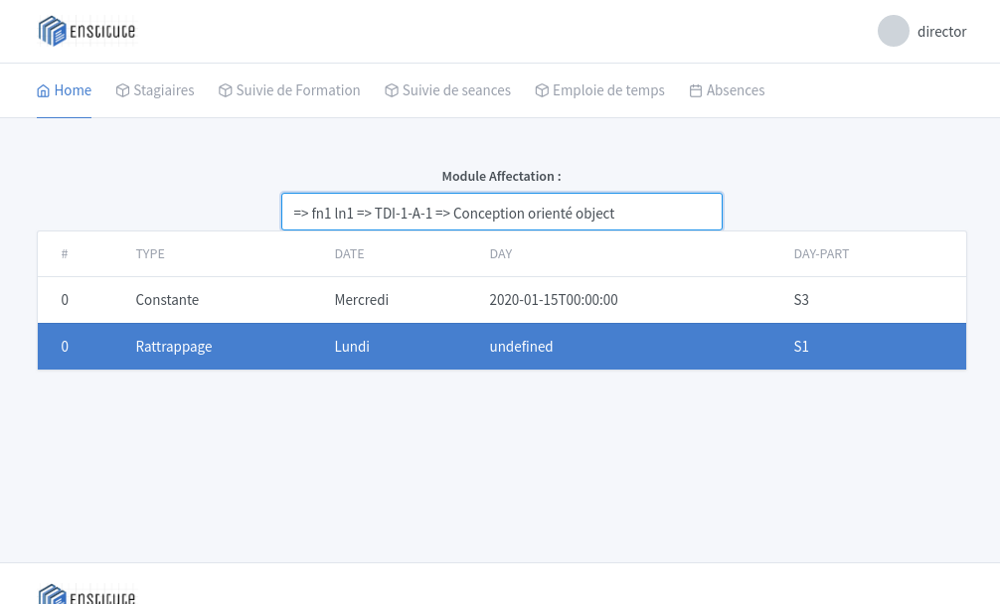 Enstitute
director
Home Stagiaires Suivie de Formation Suivie de seances Emploie de temps Absences
Module Affectation :
=> fn1 ln1 => TDI-1-A-1 => Conception orienté object
# TYPE DATE DAY DAY-PART
0 Constante Mercredi 2020-01-15T00:00:00 S3
0 Rattrappage Lundi undefined S1
Enstitute